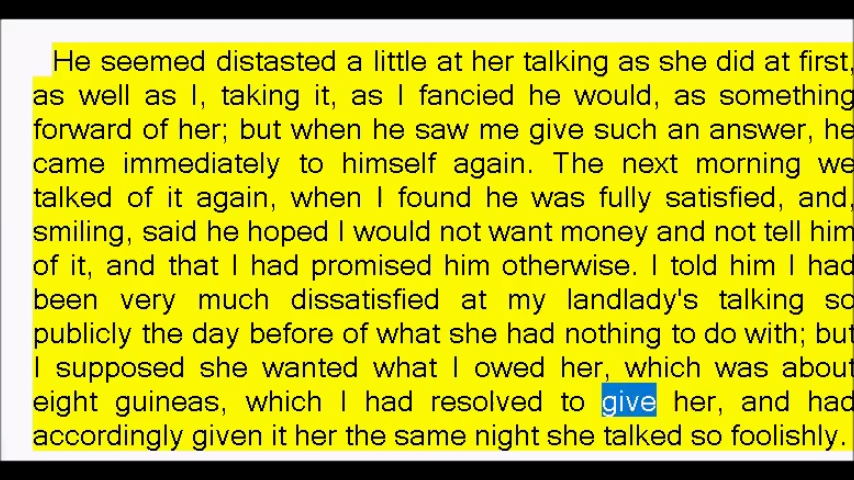 He seemed distasted a little at her talking as she did at first,
as well as I, taking it, as I fancied he would, as something
forward of her; but when he saw me give such an answer, he
came immediately to himself again. The next morning we
talked of it again, when I found he was fully satisfied, and,
smiling, said he hoped I would not want money and not tell him
of it, and that I had promised him otherwise. I told him I had
been very much dissatisfied at my landlady's talking so
publicly the day before of what she had nothing to do with; but
I supposed she wanted what I owed her, which was about
eight guineas, which I had resolved to give her, and had
accordingly given it her the same night she talked so foolishly.